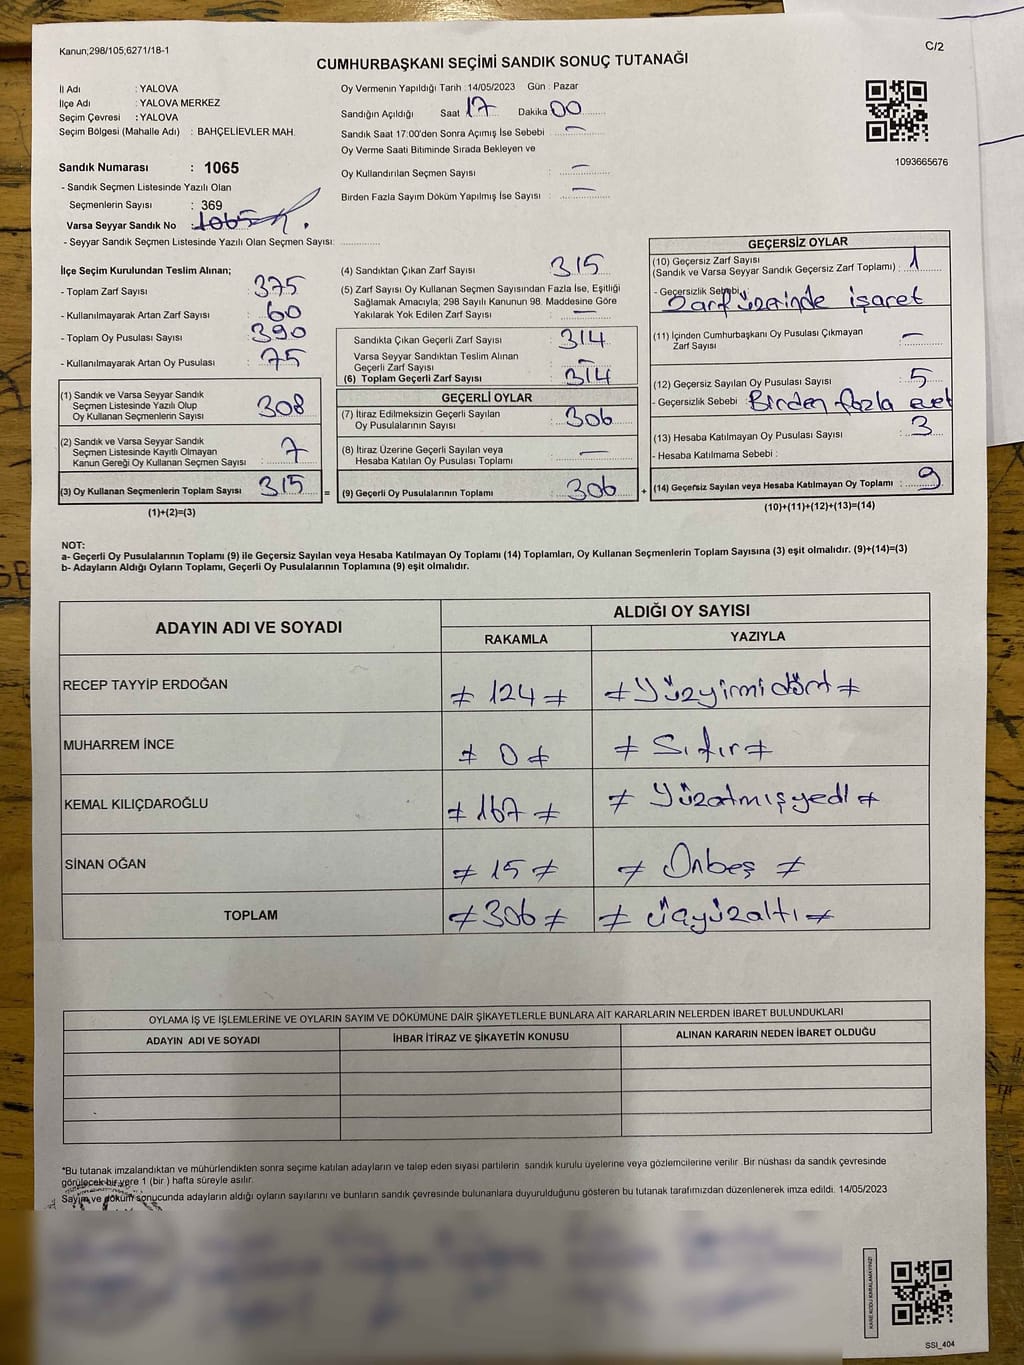 Kanun;298/105,6271/18-1
C/2
CUMHURBAŞKANI SEÇİMİ SANDIK SONUÇ TUTANAĞI
İl Adı : YALOVA
İlçe Adı : YALOVA MERKEZ
Seçim Çevresi : YALOVA
Seçim Bölgesi (Mahalle Adı) : BAHÇELİEVLER MAH.
Sandık Numarası : 1065
- Sandık Seçmen Listesinde Yazılı Olan
Seçmenlerin Sayısı : 369
Varsa Seyyar Sandık No : 1065
- Seyyar Sandık Seçmen Listesinde Yazılı Olan Seçmen Sayısı:
Oy Vermenin Yapıldığı Tarih : 14/05/2023 Gün : Pazar
Sandığın Açıldığı Saat 17 Dakika 00
Sandık Saat 17:00'den Sonra Açımış İse Sebebi : —
Oy Verme Saati Bitiminde Sırada Bekleyen ve
Oy Kullandırılan Seçmen Sayısı : —
Birden Fazla Sayım Döküm Yapılmış İse Sayısı : —
1093665676
İlçe Seçim Kurulundan Teslim Alınan;
- Toplam Zarf Sayısı : 375
- Kullanılmayarak Artan Zarf Sayısı : 60
- Toplam Oy Pusulası Sayısı : 390
- Kullanılmayarak Artan Oy Pusulası : 75
(1) Sandık ve Varsa Seyyar Sandık
Seçmen Listesinde Yazılı Olup
Oy Kullanan Seçmenlerin Sayısı : 308
(2) Sandık ve Varsa Seyyar Sandık
Seçmen Listesinde Kayıtlı Olmayan
Kanun Gereği Oy Kullanan Seçmen Sayısı : 7
(3) Oy Kullanan Seçmenlerin Toplam Sayısı : 315 =
(1)+(2)=(3)
(4) Sandıktan Çıkan Zarf Sayısı : 315
(5) Zarf Sayısı Oy Kullanan Seçmen Sayısından Fazla İse, Eşitliği
Sağlamak Amacıyla; 298 Sayılı Kanunun 98. Maddesine Göre
Yakılarak Yok Edilen Zarf Sayısı : —
Sandıkta Çıkan Geçerli Zarf Sayısı : 314
Varsa Seyyar Sandıktan Teslim Alınan
Geçerli Zarf Sayısı : —
(6) Toplam Geçerli Zarf Sayısı : 314
GEÇERLİ OYLAR
(7) İtiraz Edilmeksizin Geçerli Sayılan
Oy Pusulalarının Sayısı : 306
(8) İtiraz Üzerine Geçerli Sayılan veya
Hesaba Katılan Oy Pusulası Toplamı : —
(9) Geçerli Oy Pusulalarının Toplamı : 306 +
GEÇERSİZ OYLAR
(10) Geçersiz Zarf Sayısı
(Sandık ve Varsa Seyyar Sandık Geçersiz Zarf Toplamı) : 1
- Geçersizlik Sebebi :
Zarf üzerinde işaret
(11) İçinden Cumhurbaşkanı Oy Pusulası Çıkmayan
Zarf Sayısı : —
(12) Geçersiz Sayılan Oy Pusulası Sayısı : 5
- Geçersizlik Sebebi : Birden fazla evet
(13) Hesaba Katılmayan Oy Pusulası Sayısı : 3
- Hesaba Katılmama Sebebi :
(14) Geçersiz Sayılan veya Hesaba Katılmayan Oy Toplamı : 9
(10)+(11)+(12)+(13)=(14)
NOT:
a- Geçerli Oy Pusulalarının Toplamı (9) ile Geçersiz Sayılan veya Hesaba Katılmayan Oy Toplamı (14) Toplamları, Oy Kullanan Seçmenlerin Toplam Sayısına (3) eşit olmalıdır. (9)+(14)=(3)
b- Adayların Aldığı Oyların Toplamı, Geçerli Oy Pusulalarının Toplamına (9) eşit olmalıdır.
ADAYIN ADI VE SOYADI
ALDIĞI OY SAYISI
RAKAMLA YAZIYLA
RECEP TAYYİP ERDOĞAN ≠ 124 ≠ ≠ Yüzyirmidört ≠
MUHARREM İNCE ≠ 0 ≠ ≠ Sıfır ≠
KEMAL KILIÇDAROĞLU ≠ 167 ≠ ≠ Yüzatmışyedi ≠
SİNAN OĞAN ≠ 15 ≠ ≠ Onbeş ≠
TOPLAM ≠ 306 ≠ ≠ üçyüzaltı ≠
OYLAMA İŞ VE İŞLEMLERİNE VE OYLARIN SAYIM VE DÖKÜMÜNE DAİR ŞİKAYETLERLE BUNLARA AİT KARARLARIN NELERDEN İBARET BULUNDUKLARI
ADAYIN ADI VE SOYADI İHBAR İTİRAZ VE ŞİKAYETİN KONUSU ALINAN KARARIN NEDEN İBARET OLDUĞU
*Bu tutanak imzalandıktan ve mühürlendikten sonra seçime katılan adayların ve talep eden siyasi partilerin sandık kurulu üyelerine veya gözlemcilerine verilir .Bir nüshası da sandık çevresinde
görülecek bir yere 1 (bir ) hafta süreyle asılır.
Sayım ve döküm sonucunda adayların aldığı oyların sayılarını ve bunların sandık çevresinde bulunanlara duyurulduğunu gösteren bu tutanak tarafımızdan düzenlenerek imza edildi. 14/05/2023
KARE KODU KARALAMAYINIZ!
SSI_404